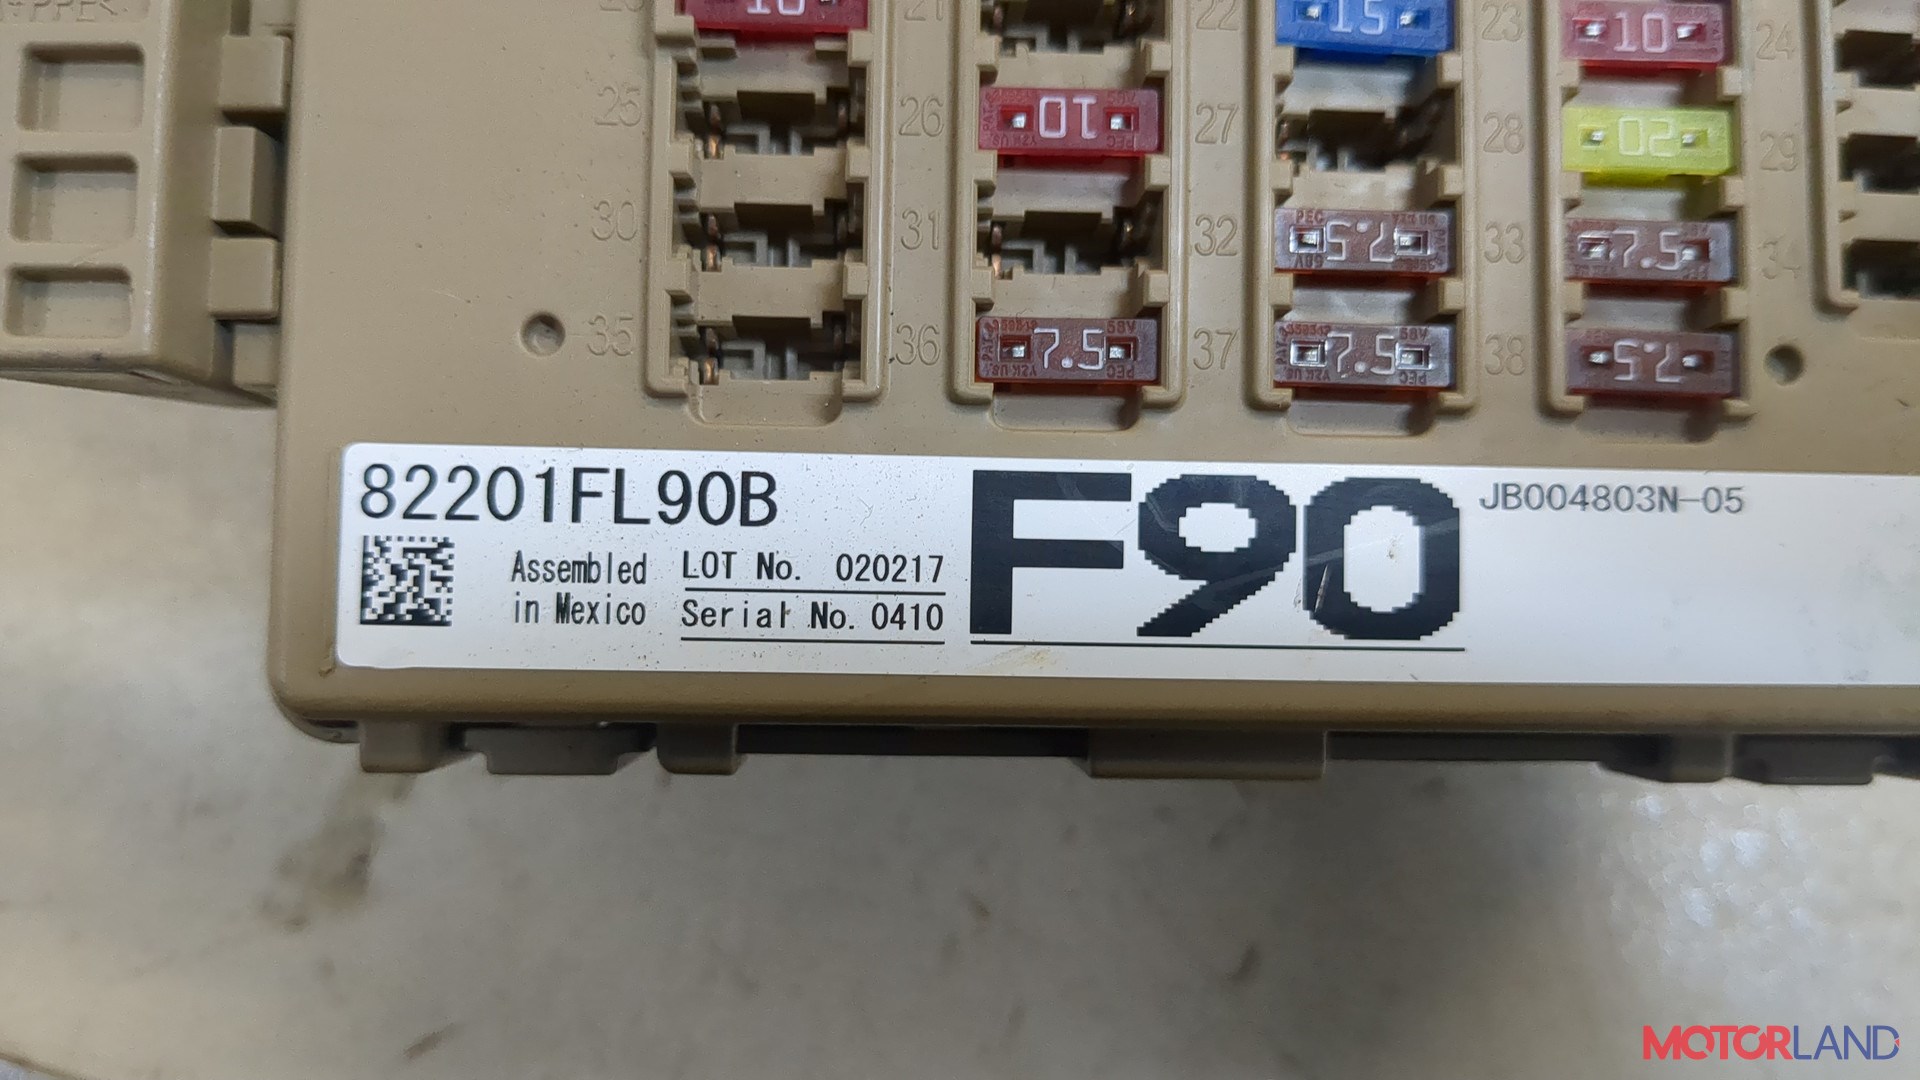 10 21 22 15 23 10 24
25 26 10 27 28 20 29
30 31 32 7.5 33 7.5 34
35 36 7.5 37 7.5 38 7.5
82201FL90B
Assembled
in Mexico
LOT No. 020217
Serial No. 0410
F90
JB004803N-05
MOTORLAND